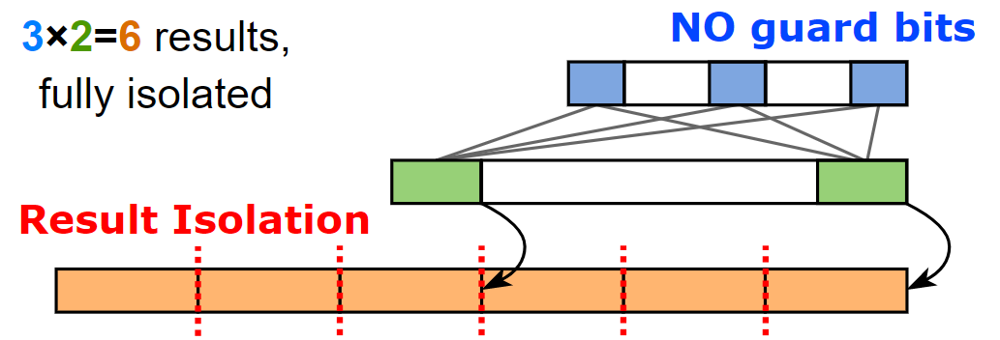 3×2=6 results,
fully isolated
NO guard bits
Result Isolation